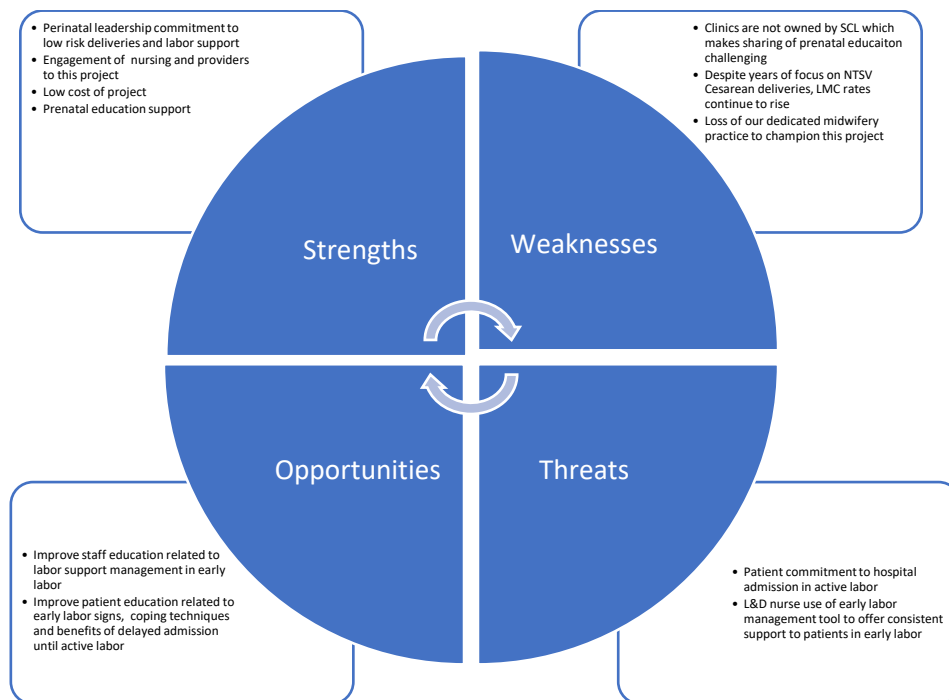 • Perinatal leadership commitment to
low risk deliveries and labor support
• Engagement of nursing and providers
to this project
• Low cost of project
• Prenatal education support
• Clinics are not owned by SCL which
makes sharing of prenatal educaiton
challenging
• Despite years of focus on NTSV
Cesarean deliveries, LMC rates
continue to rise
• Loss of our dedicated midwifery
practice to champion this project
Strengths
Weaknesses
Opportunities
Threats
• Improve staff education related to
labor support management in early
labor
• Improve patient education related to
early labor signs, coping techniques
and benefits of delayed admission
until active labor
• Patient commitment to hospital
admission in active labor
• L&D nurse use of early labor
management tool to offer consistent
support to patients in early labor